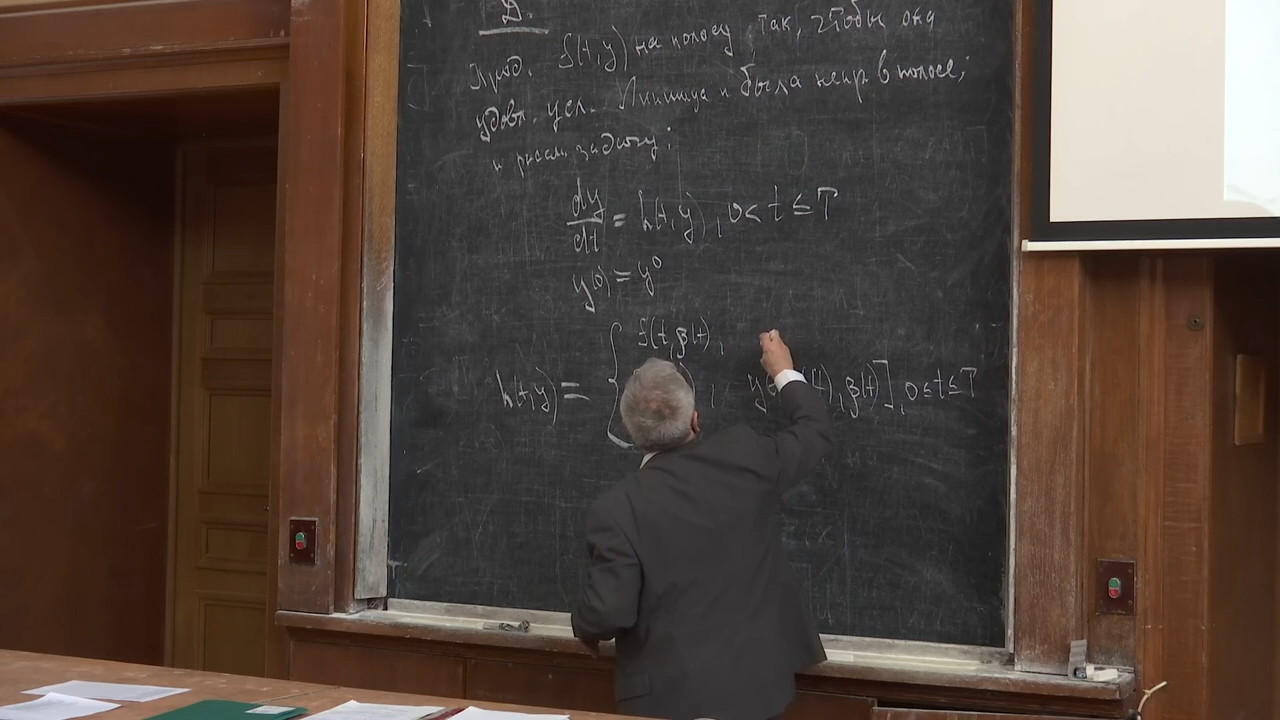 Д.
Прод. f(t,y) на полосу, так, чтобы она
удовл. усл. Липшица и была непр в полосе;
и рассм. задачу:
dy/dt = h(t,y), 0 < t ≤ T
y(0) = y⁰
f(t, β(t)),
h(t,y) = { , y (t), β(t)], 0 ≤ t ≤ T